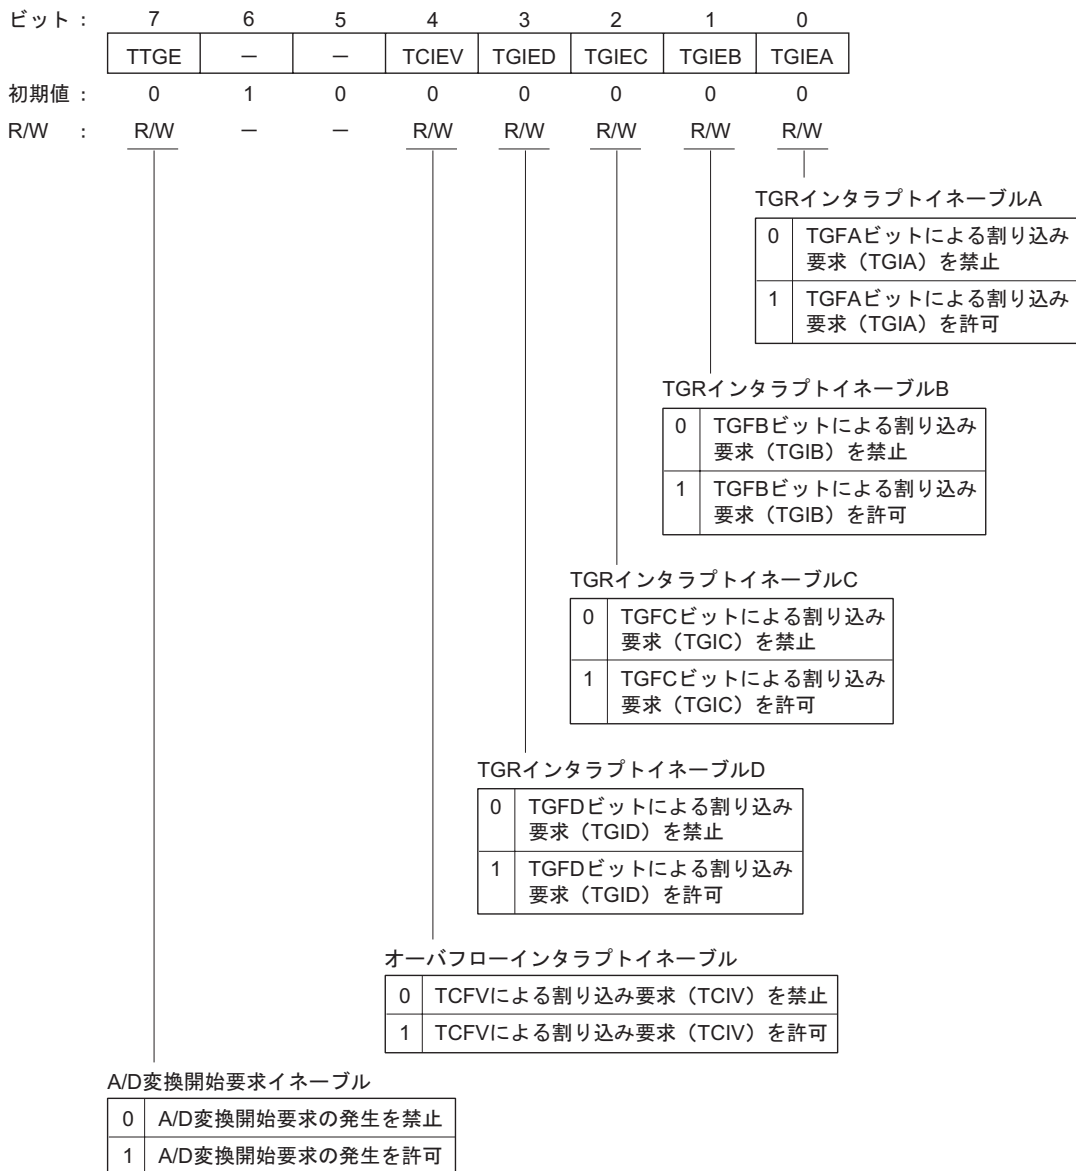 ビット : 7 6 5 4 3 2 1 0
TTGE — — TCIEV TGIED TGIEC TGIEB TGIEA
初期値 : 0 1 0 0 0 0 0 0
R/W : R/W — — R/W R/W R/W R/W R/W
TGRインタラプトイネーブルA
0 TGFAビットによる割り込み
要求（TGIA）を禁止
1 TGFAビットによる割り込み
要求（TGIA）を許可
TGRインタラプトイネーブルB
0 TGFBビットによる割り込み
要求（TGIB）を禁止
1 TGFBビットによる割り込み
要求（TGIB）を許可
TGRインタラプトイネーブルC
0 TGFCビットによる割り込み
要求（TGIC）を禁止
1 TGFCビットによる割り込み
要求（TGIC）を許可
TGRインタラプトイネーブルD
0 TGFDビットによる割り込み
要求（TGID）を禁止
1 TGFDビットによる割り込み
要求（TGID）を許可
オーバフローインタラプトイネーブル
0 TCFVによる割り込み要求（TCIV）を禁止
1 TCFVによる割り込み要求（TCIV）を許可
A/D変換開始要求イネーブル
0 A/D変換開始要求の発生を禁止
1 A/D変換開始要求の発生を許可